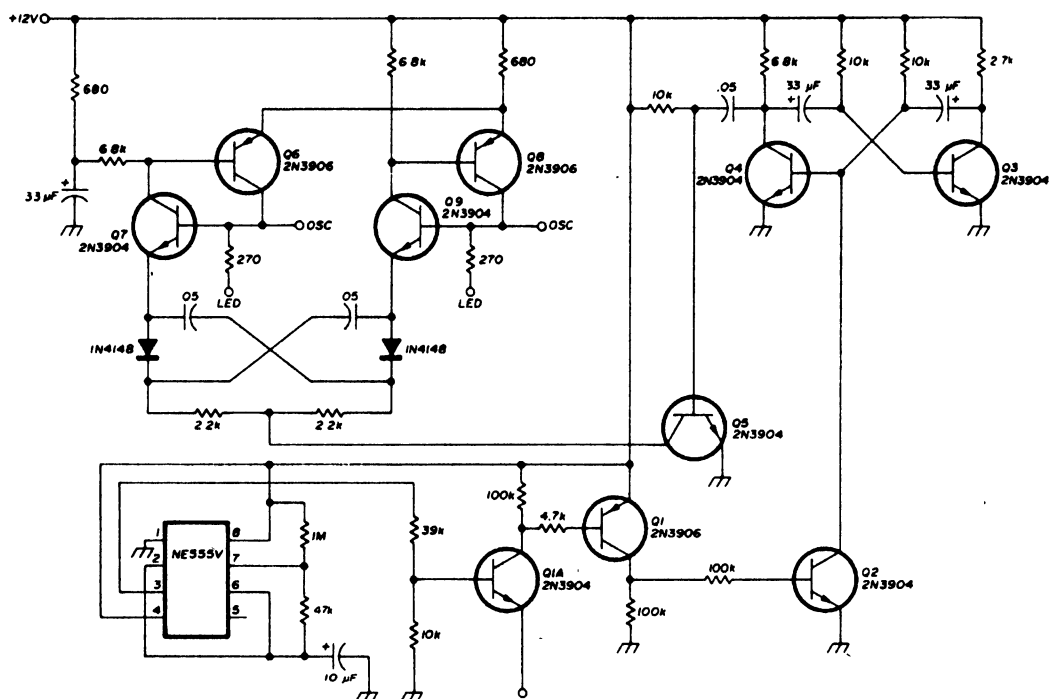 +12V
680
6.8k
680
6.8k
10k
10k
2.7k
10k
.05
33 µF
33 µF
+
+
6.8k
Q6
2N3906
Q8
2N3906
Q4
2N3904
Q3
2N3904
+
33 µF
Q7
2N3904
Q9
2N3904
OSC
OSC
270
270
LED
LED
05
05
1N4148
1N4148
2.2k
2.2k
Q5
2N3904
100k
4.7k
Q1
2N3906
39k
1M
NE555V
1
2
3
4
8
7
6
5
Q1A
2N3904
100k
Q2
2N3904
47k
10k
100k
+
10 µF